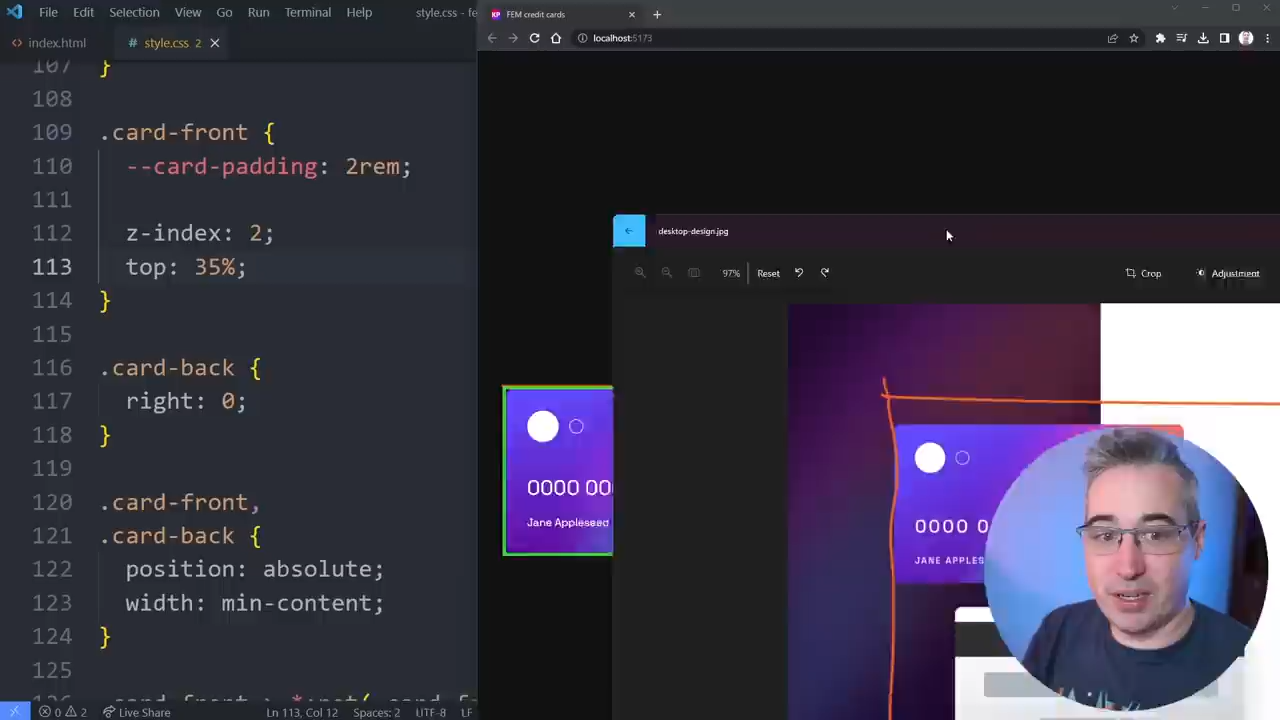 File Edit Selection View Go Run Terminal Help style.css - fe
index.html
# style.css 2
107 }
108
109 .card-front {
110 --card-padding: 2rem;
111
112 z-index: 2;
113 top: 35%;
114 }
115
116 .card-back {
117 right: 0;
118 }
119
120 .card-front,
121 .card-back {
122 position: absolute;
123 width: min-content;
124 }
125
0 2 Live Share Ln 113, Col 12 Spaces: 2 UTF-8 LF
KP FEM credit cards
localhost:5173
desktop-design.jpg
97% Reset Crop Adjustment
0000 00
Jane Appleseed
0000 0
JANE APPLES